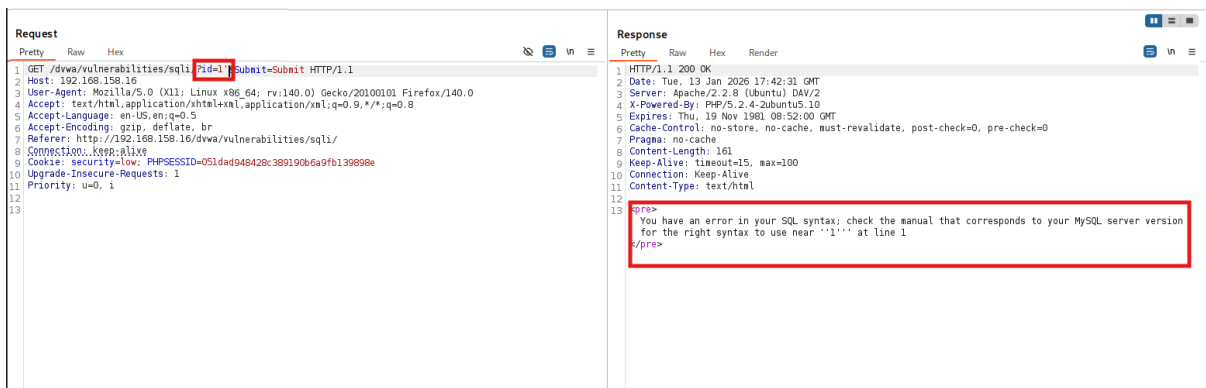 Request
Pretty Raw Hex
\n
1 GET /dvwa/vulnerabilities/sqli/?id=1'&Submit=Submit HTTP/1.1
2 Host: 192.168.158.16
3 User-Agent: Mozilla/5.0 (X11; Linux x86_64; rv:140.0) Gecko/20100101 Firefox/140.0
4 Accept: text/html,application/xhtml+xml,application/xml;q=0.9,*/*;q=0.8
5 Accept-Language: en-US,en;q=0.5
6 Accept-Encoding: gzip, deflate, br
7 Referer: http://192.168.158.16/dvwa/vulnerabilities/sqli/
8 Connection: keep-alive
9 Cookie: security=low; PHPSESSID=051dad948428c389190b6a9fb139898e
10 Upgrade-Insecure-Requests: 1
11 Priority: u=0, i
12
13
Response
Pretty Raw Hex Render
\n
1 HTTP/1.1 200 OK
2 Date: Tue, 13 Jan 2026 17:42:31 GMT
3 Server: Apache/2.2.8 (Ubuntu) DAV/2
4 X-Powered-By: PHP/5.2.4-2ubuntu5.10
5 Expires: Thu, 19 Nov 1981 08:52:00 GMT
6 Cache-Control: no-store, no-cache, must-revalidate, post-check=0, pre-check=0
7 Pragma: no-cache
8 Content-Length: 161
9 Keep-Alive: timeout=15, max=100
10 Connection: Keep-Alive
11 Content-Type: text/html
12
13 <pre>
You have an error in your SQL syntax; check the manual that corresponds to your MySQL server version
for the right syntax to use near ''1''' at line 1
</pre>